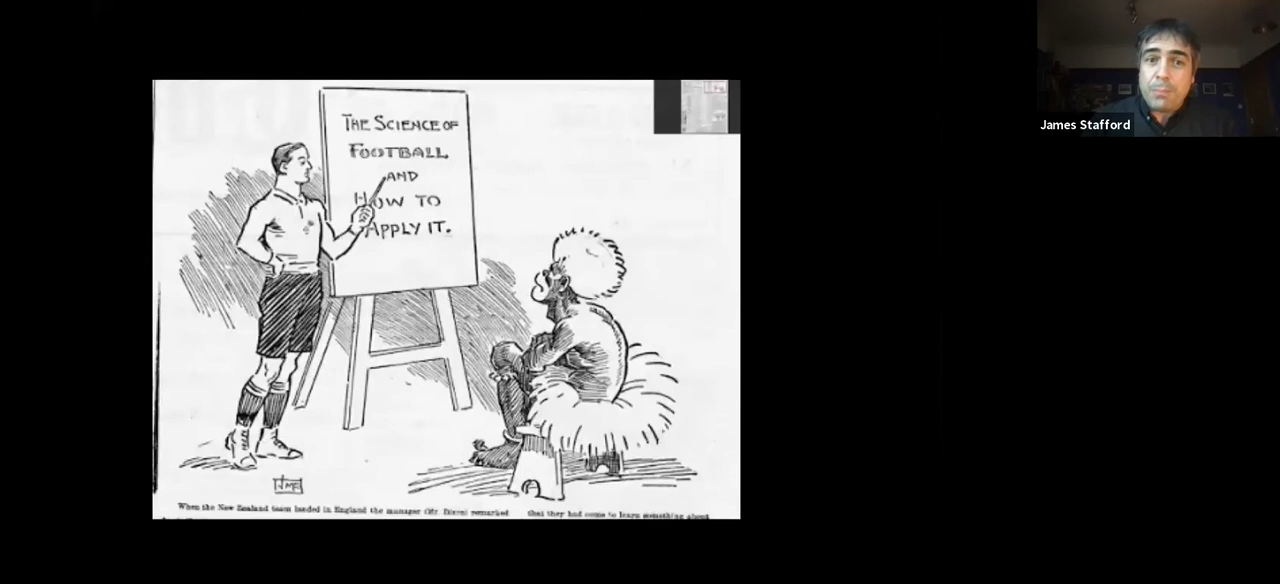 THE SCIENCE OF
FOOTBALL
AND
HOW TO
APPLY IT.
James Stafford
When the New Zealand team landed in England the manager (Mr. Dixon) remarked
that they had come to learn something about